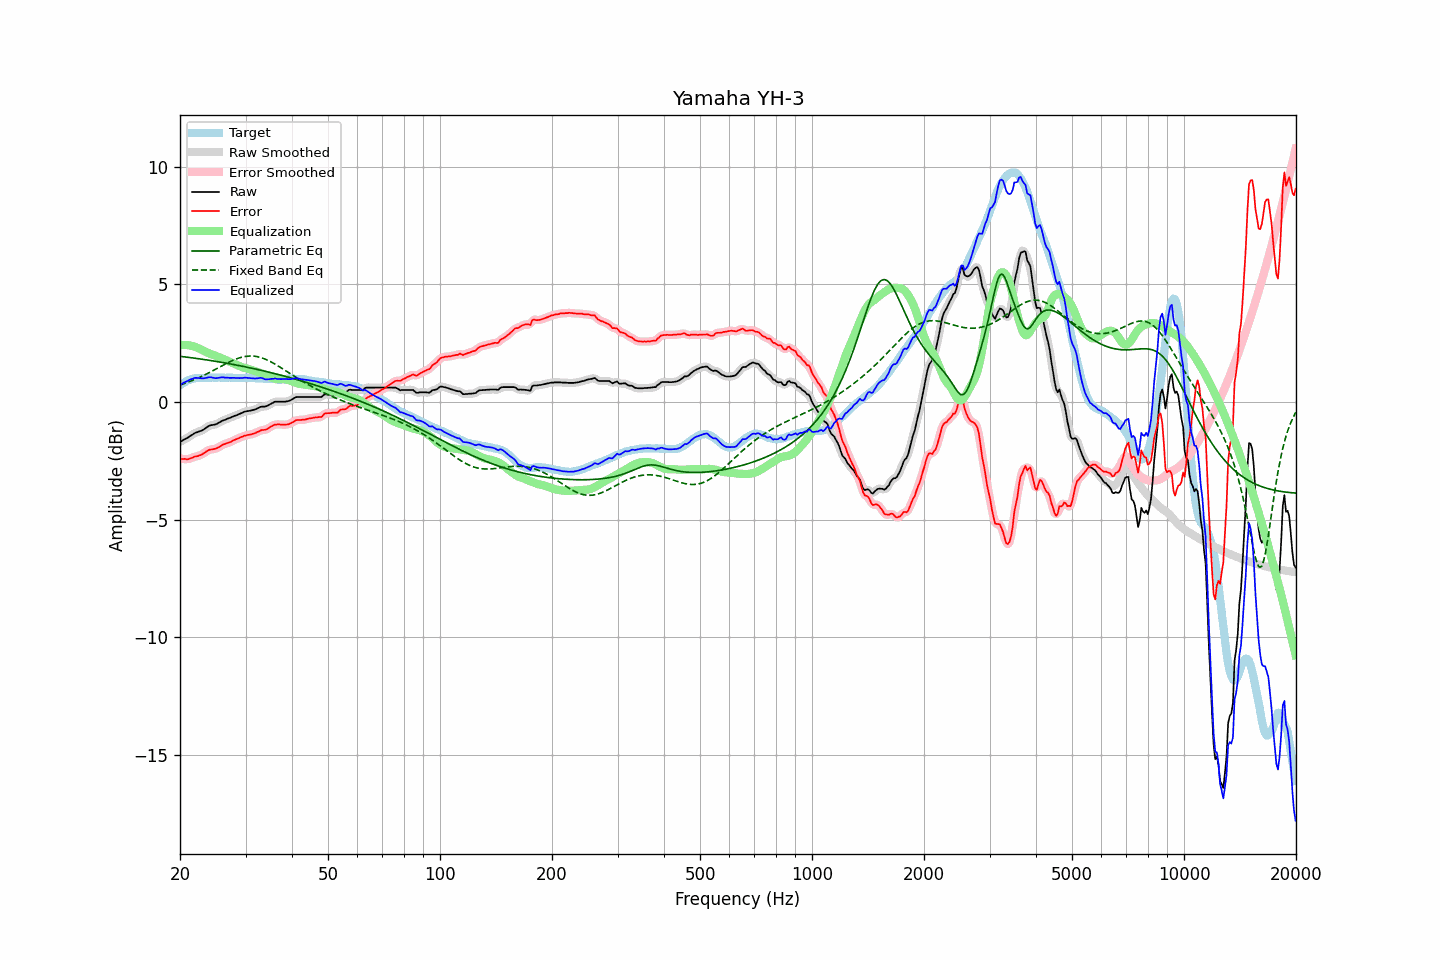 Yamaha YH-3
Target
Raw Smoothed
Error Smoothed
Raw
Error
Equalization
Parametric Eq
Fixed Band Eq
Equalized
10
5
0
−5
−10
−15
Amplitude (dBr)
20 50 100 200 500 1000 2000 5000 10000 20000
Frequency (Hz)